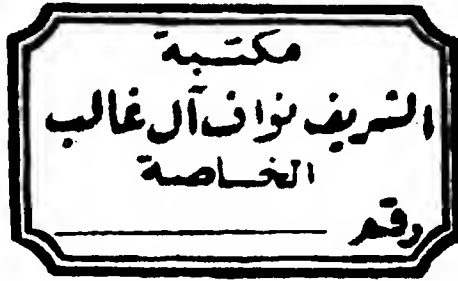 مكتبة
الشريف نواف آل غالب
الخاصة
رقم